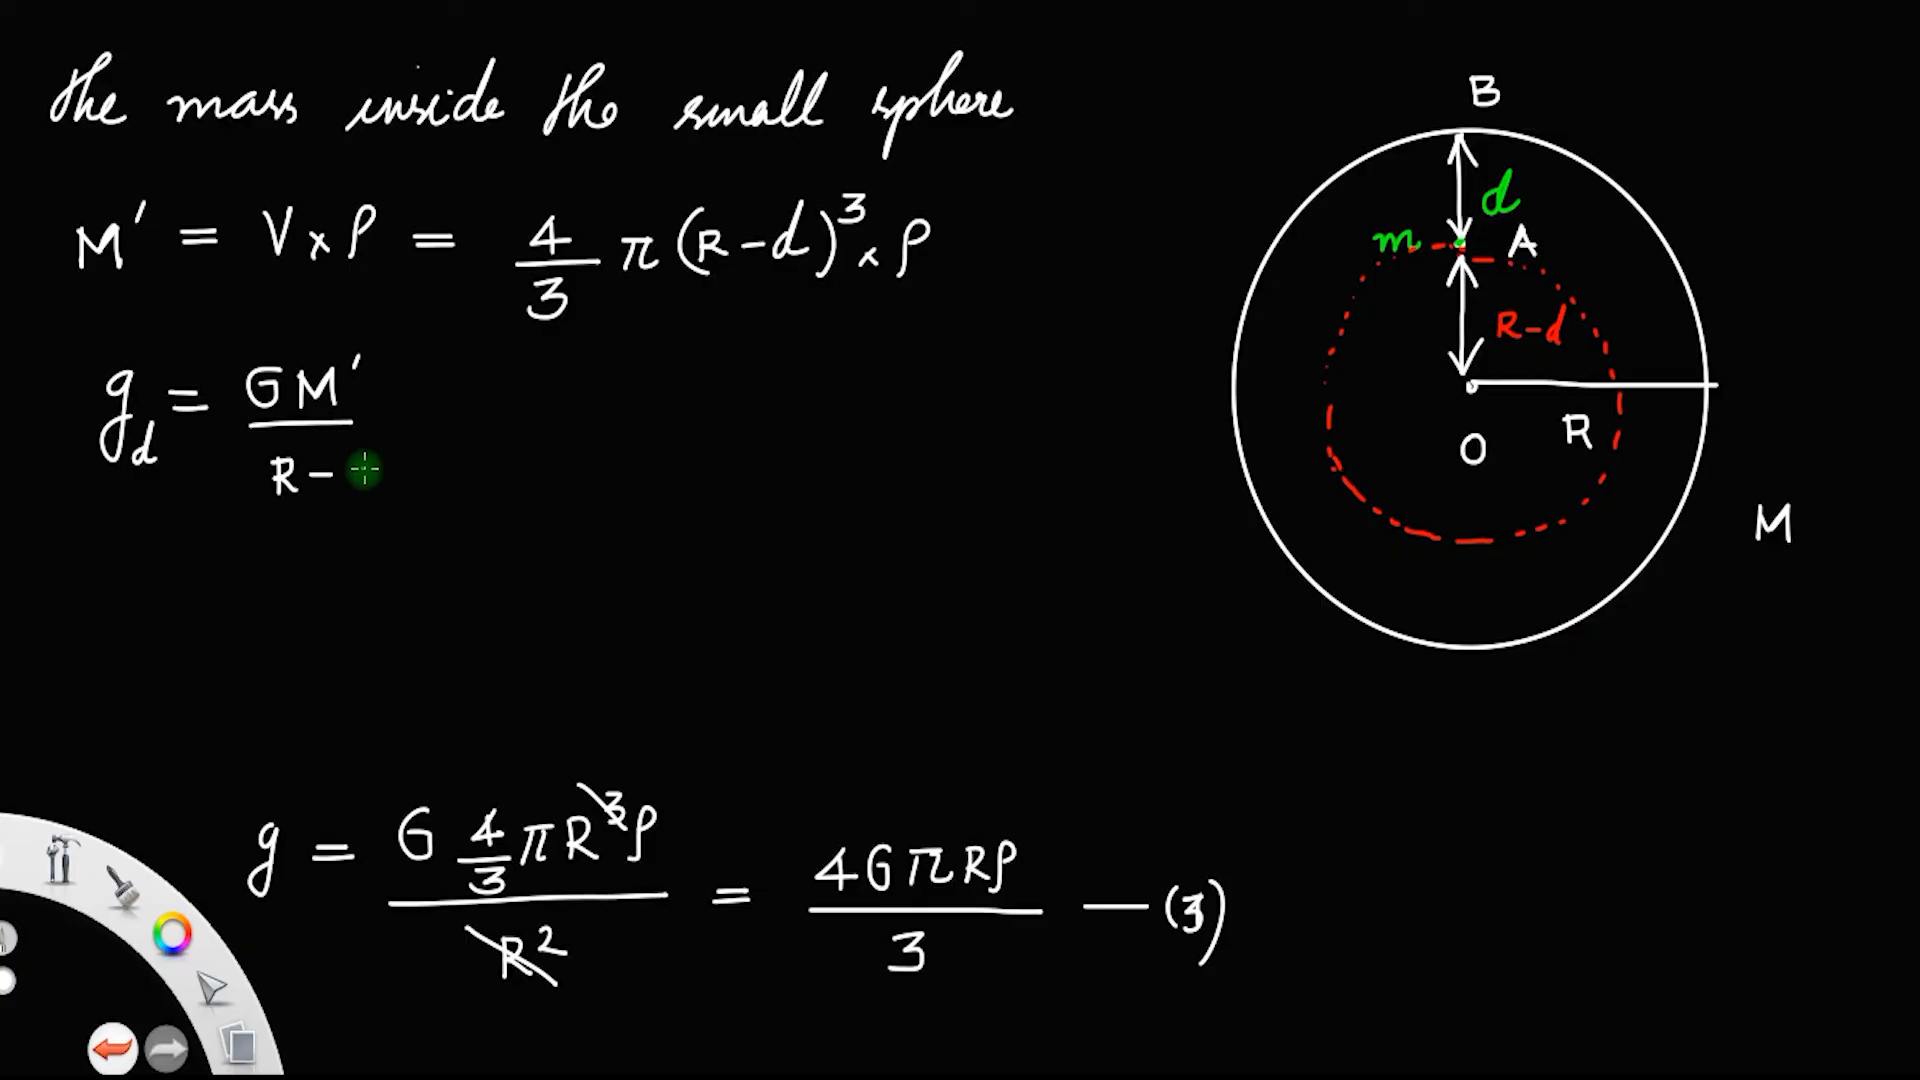 the mass inside the small sphere
M' = V × ρ = 4/3 π (R-d)³ × ρ
g_d = GM' / R -
g = G 4/3 π R³ ρ / R² = 4GπRρ / 3 — (3)
B
d
m A
R-d
O R
M